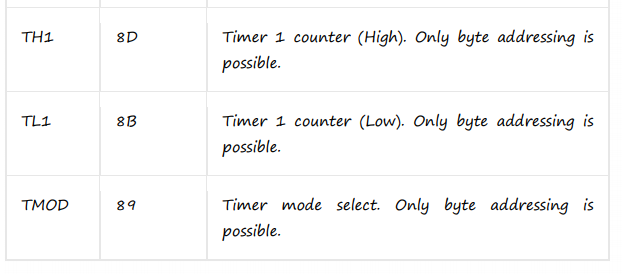 TH1 8D Timer 1 counter (High). Only byte addressing is
possible.
TL1 8B Timer 1 counter (Low). Only byte addressing is
possible.
TMOD 89 Timer mode select. Only byte addressing is
possible.